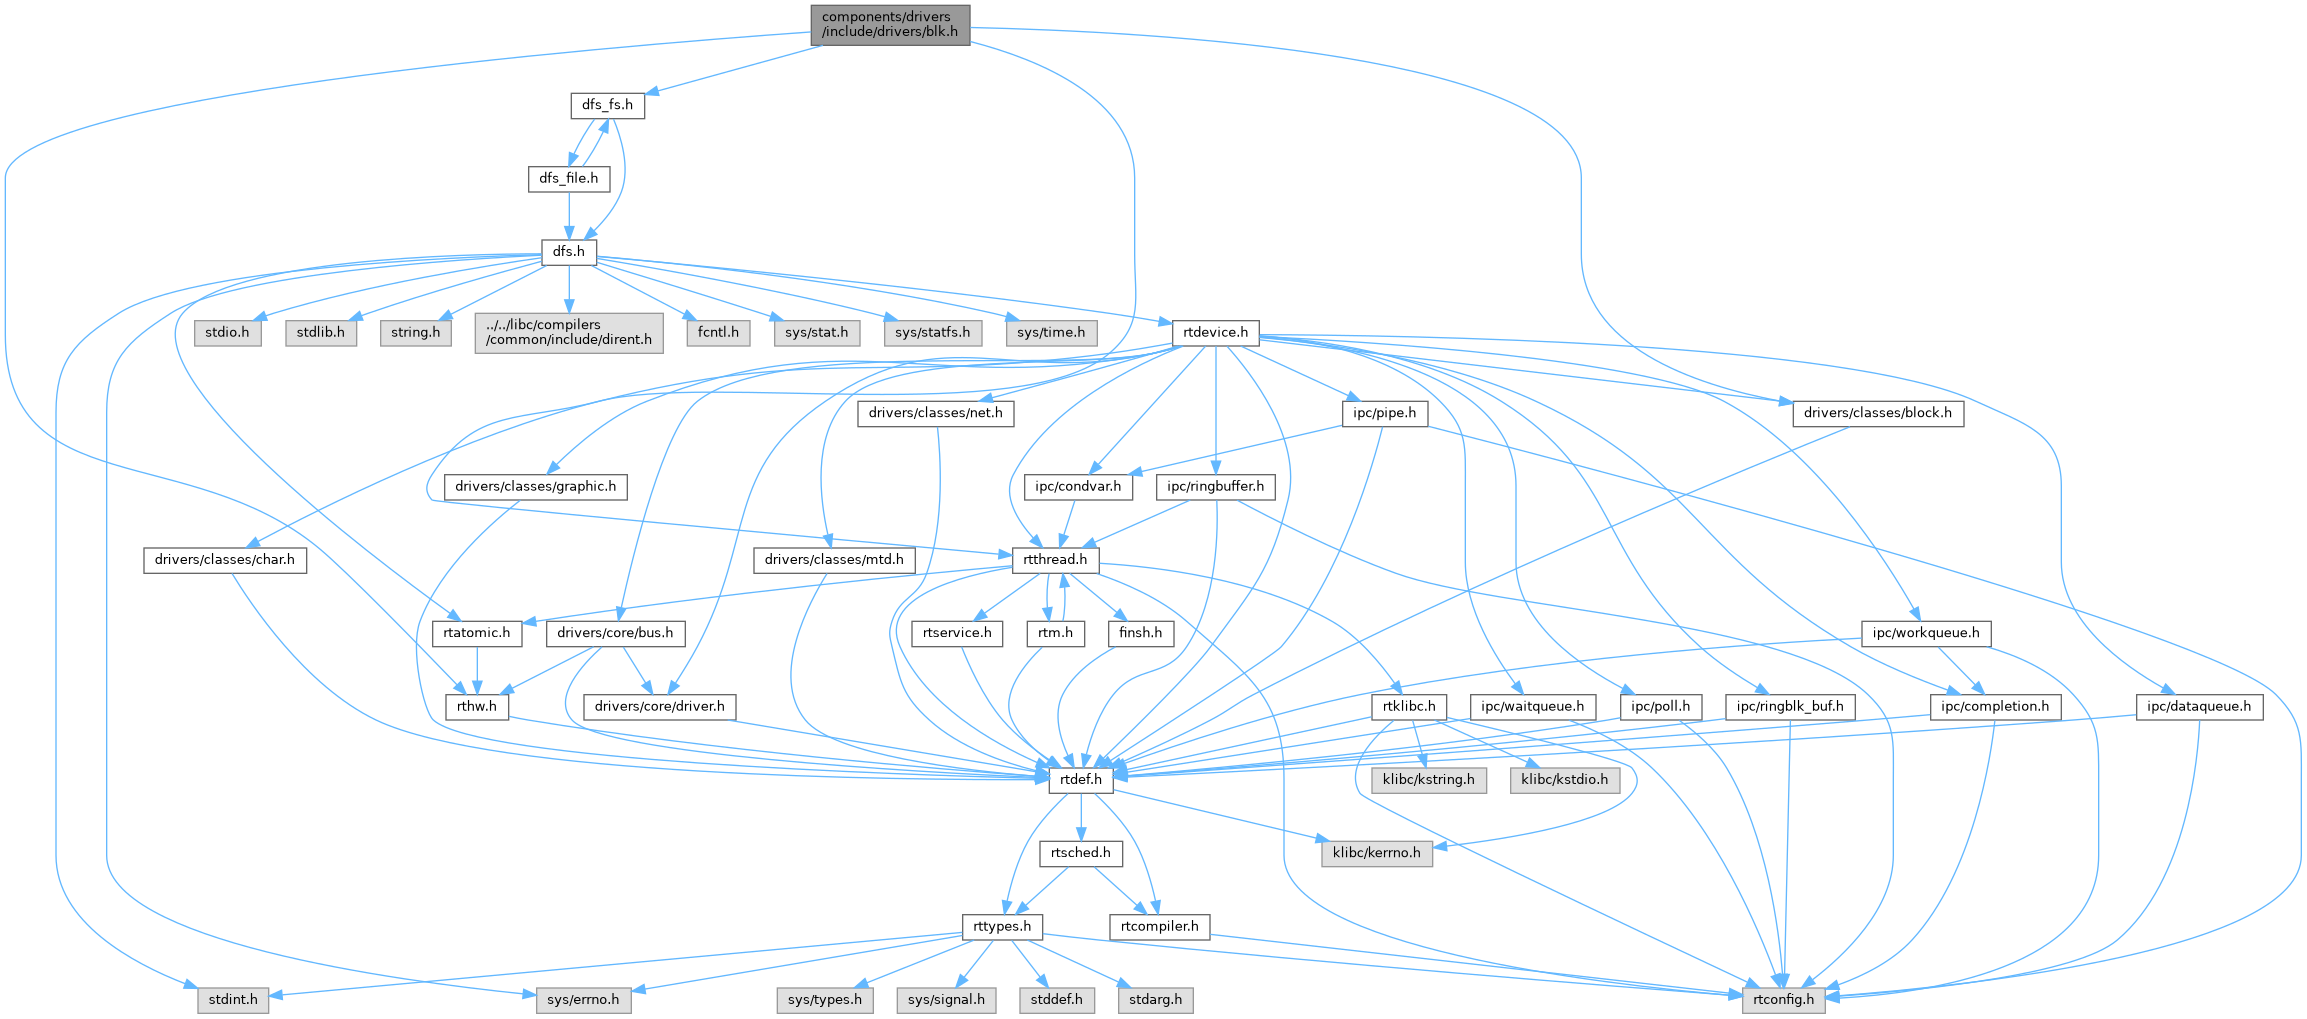 components/drivers
/include/drivers/blk.h
dfs_fs.h
dfs_file.h
dfs.h
stdio.h
stdlib.h
string.h
../../libc/compilers
/common/include/dirent.h
fcntl.h
sys/stat.h
sys/statfs.h
sys/time.h
rtdevice.h
drivers/classes/net.h
ipc/pipe.h
drivers/classes/block.h
drivers/classes/graphic.h
ipc/condvar.h
ipc/ringbuffer.h
drivers/classes/char.h
drivers/classes/mtd.h
rtthread.h
rtatomic.h
drivers/core/bus.h
rtservice.h
rtm.h
finsh.h
ipc/workqueue.h
rthw.h
drivers/core/driver.h
rtklibc.h
ipc/waitqueue.h
ipc/poll.h
ipc/ringblk_buf.h
ipc/completion.h
ipc/dataqueue.h
rtdef.h
klibc/kstring.h
klibc/kstdio.h
rtsched.h
klibc/kerrno.h
rttypes.h
rtcompiler.h
stdint.h
sys/errno.h
sys/types.h
sys/signal.h
stddef.h
stdarg.h
rtconfig.h